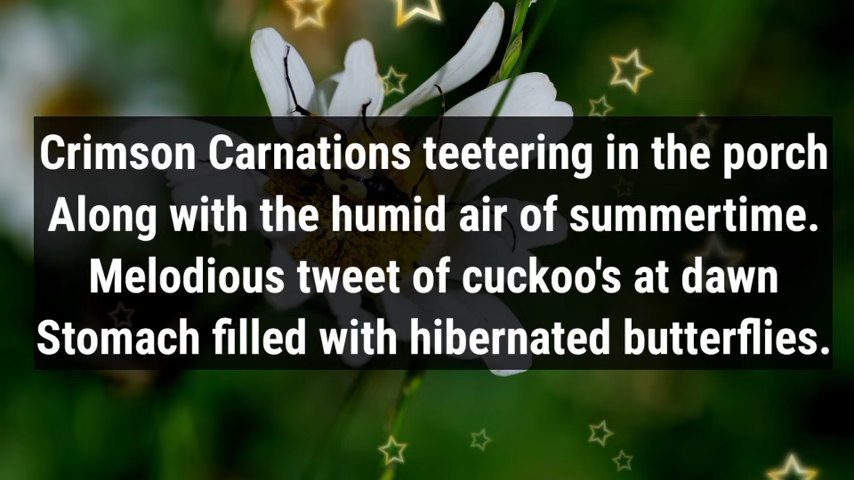 Crimson Carnations teetering in the porch
Along with the humid air of summertime.
Melodious tweet of cuckoo's at dawn
Stomach filled with hibernated butterflies.